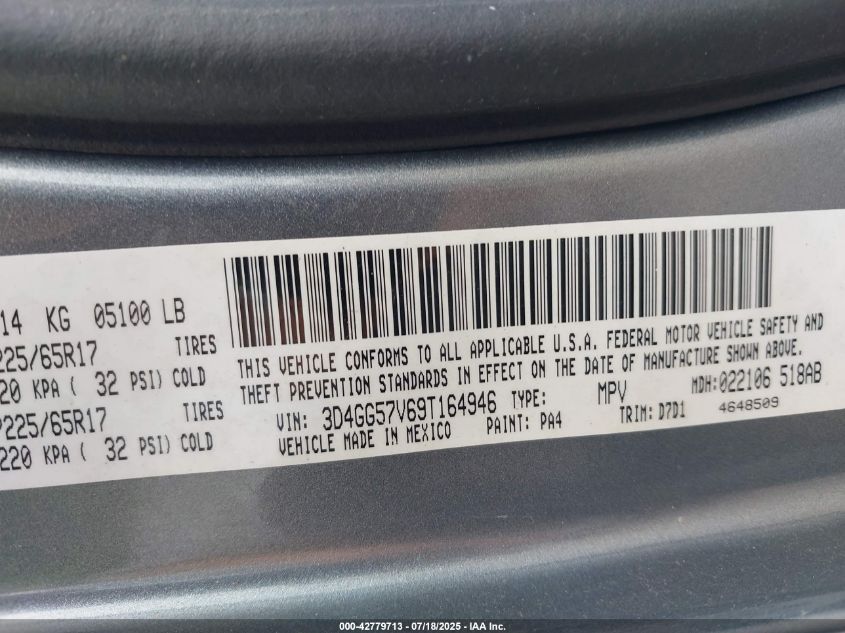 14 KG 05100 LB
225/65R17 TIRES
220 KPA ( 32 PSI) COLD
P225/65R17 TIRES
220 KPA ( 32 PSI) COLD
THIS VEHICLE CONFORMS TO ALL APPLICABLE U.S.A. FEDERAL MOTOR VEHICLE SAFETY AND
THEFT PREVENTION STANDARDS IN EFFECT ON THE DATE OF MANUFACTURE SHOWN ABOVE.
VIN: 3D4GG57V69T164946 TYPE: MPV MDH: 022106 518AB
VEHICLE MADE IN MEXICO PAINT: PA4 TRIM: D7D1 4648509
000-42779713 - 07/18/2025 - IAA Inc.